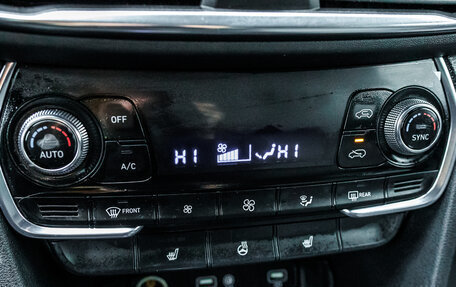 OFF
AUTO
A/C
HI HI
SYNC
FRONT
REAR